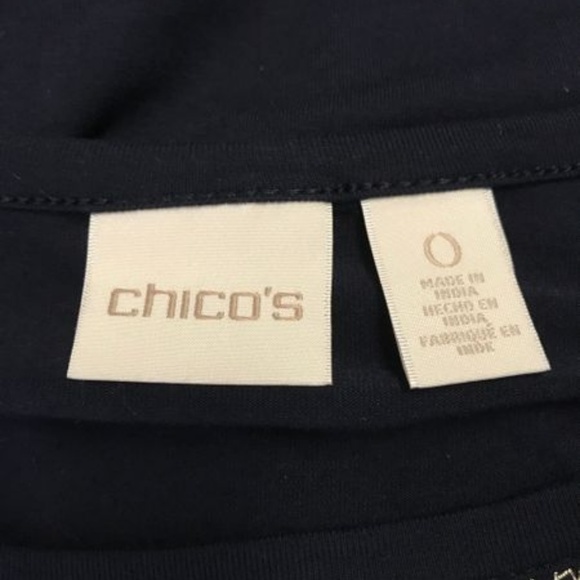 chico's
0
MADE IN
INDIA
HECHO EN
INDIA
FABRIQUÉ EN
INDE